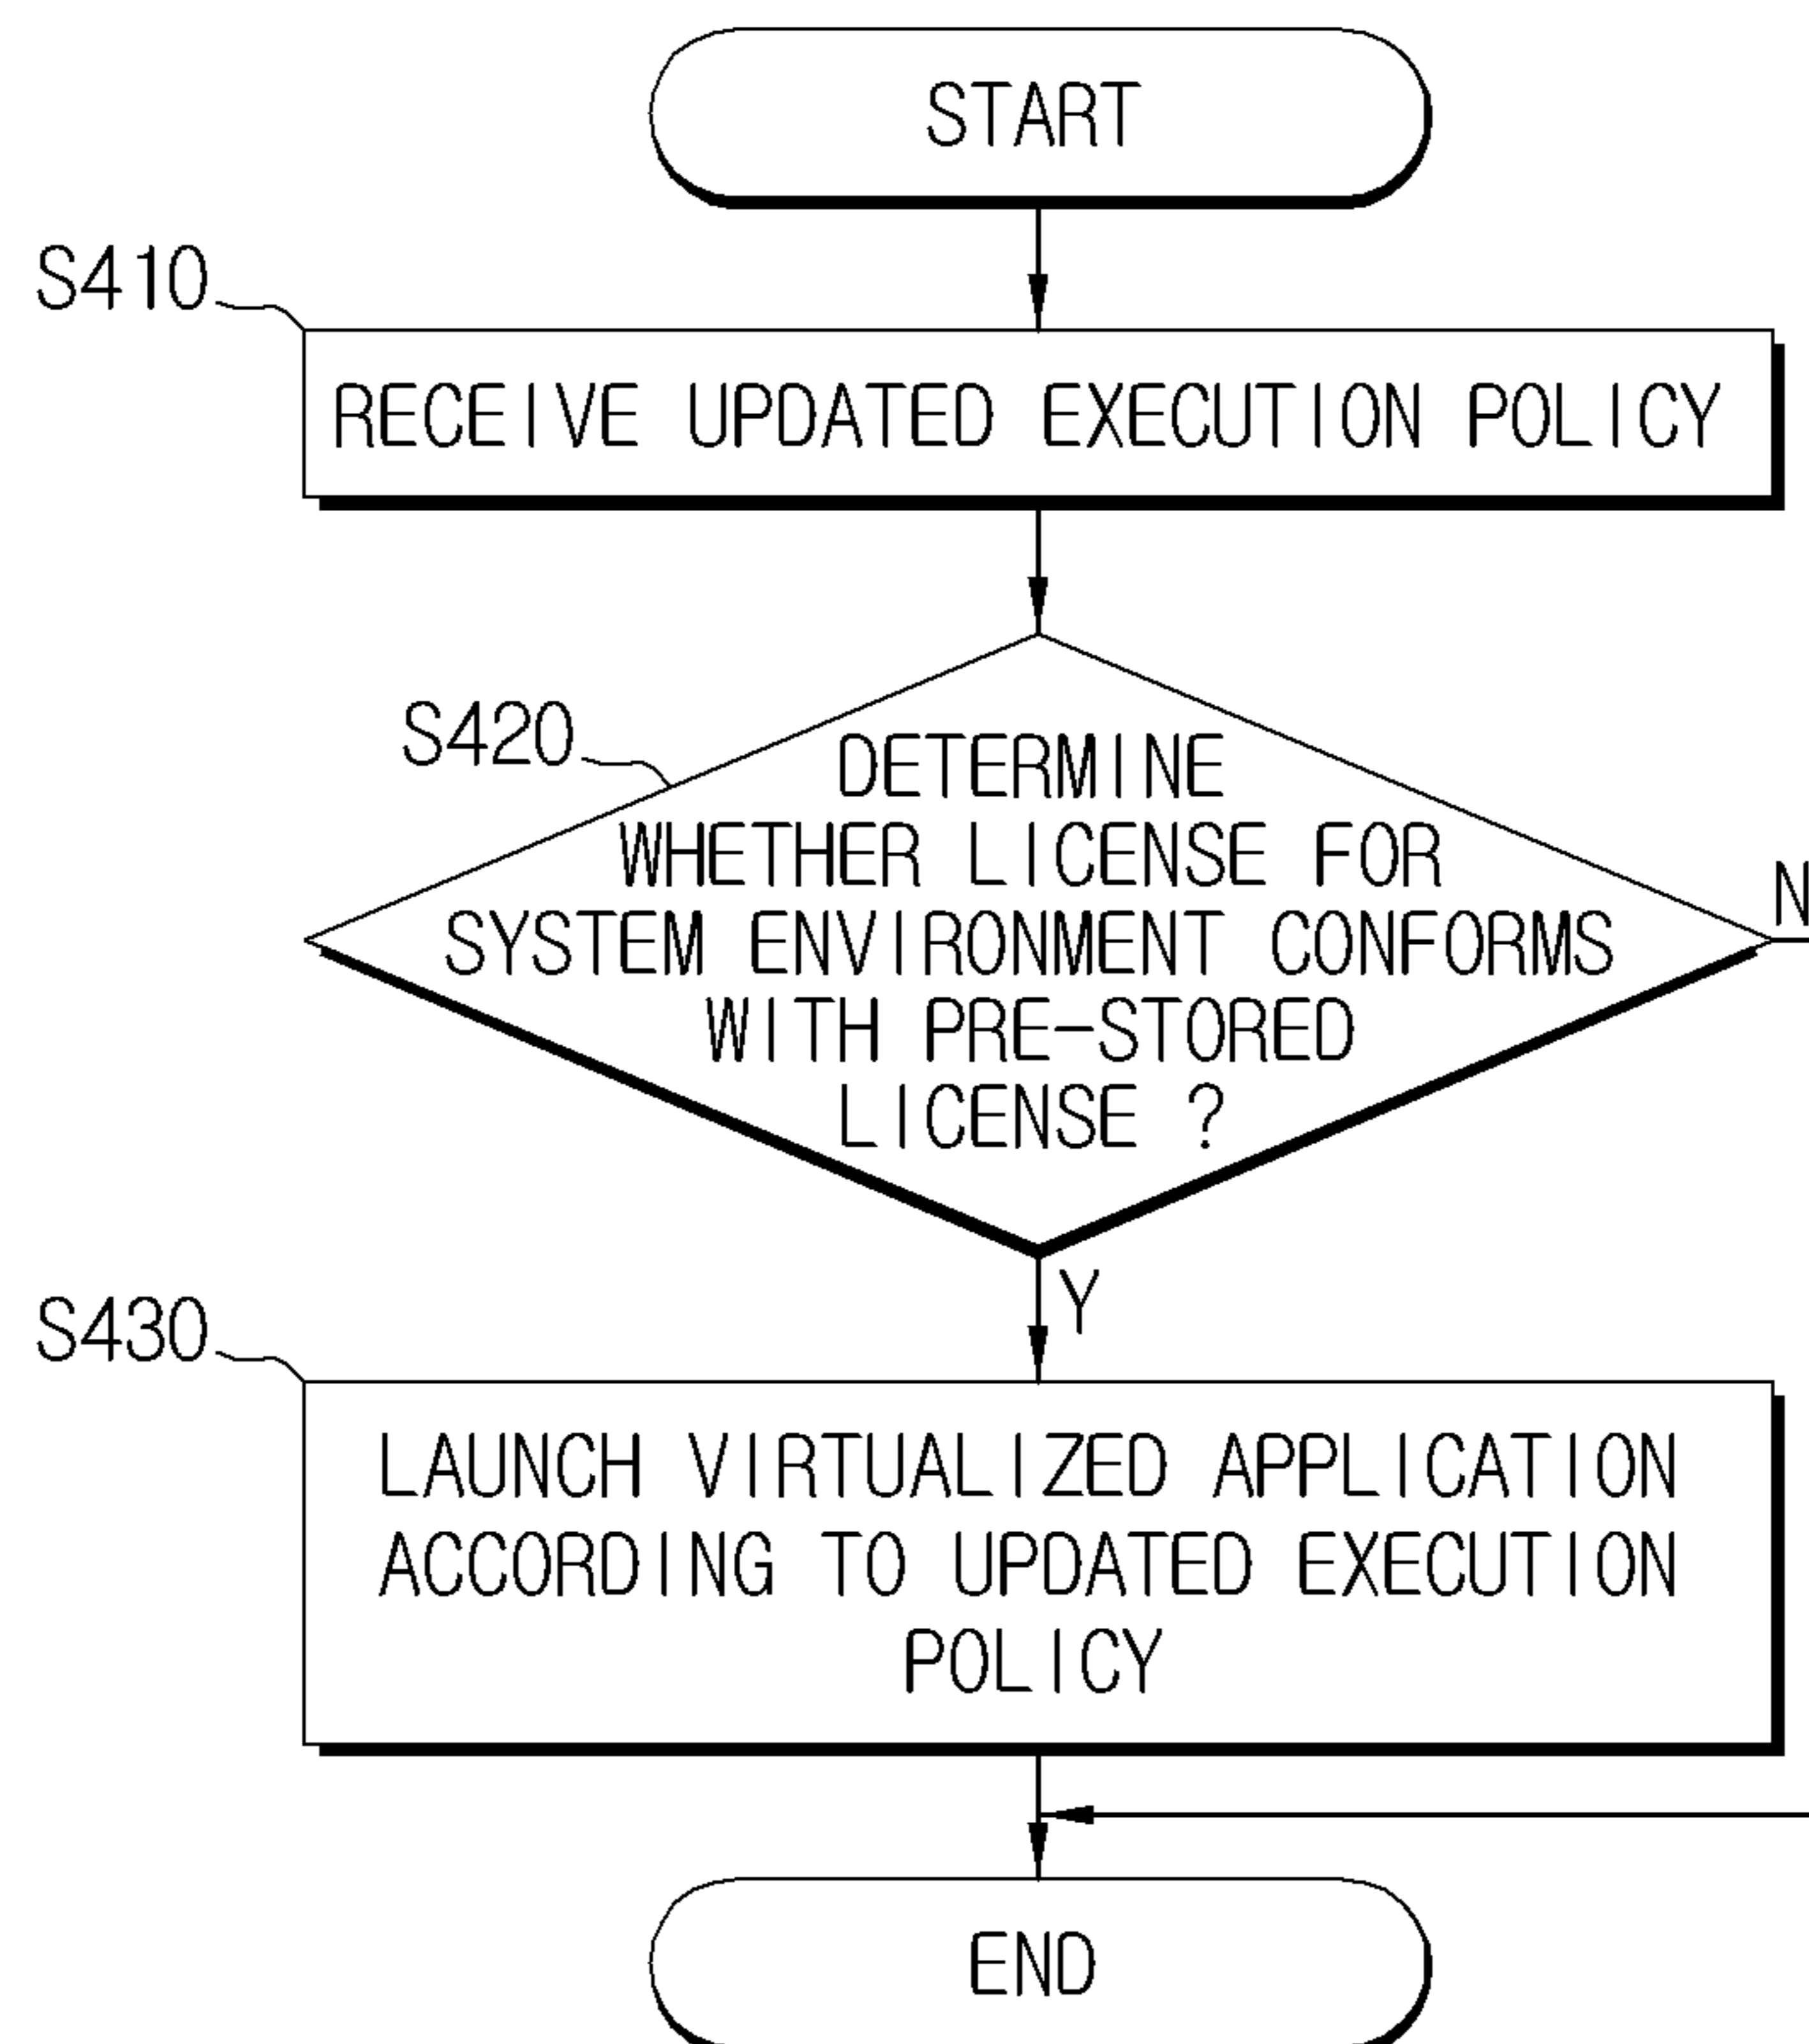 START
S410
RECEIVE UPDATED EXECUTION POLICY
S420
DETERMINE
WHETHER LICENSE FOR
SYSTEM ENVIRONMENT CONFORMS
WITH PRE-STORED
LICENSE ?
N
Y
S430
LAUNCH VIRTUALIZED APPLICATION
ACCORDING TO UPDATED EXECUTION
POLICY
END